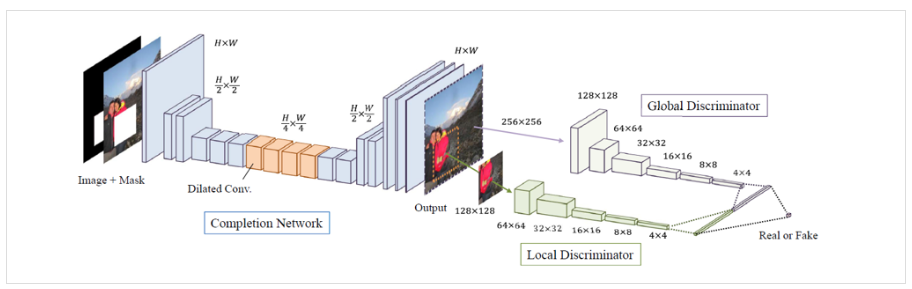 H×W
H/2 × W/2
H/4 × W/4
H/2 × W/2
H×W
Image + Mask
Dilated Conv.
Completion Network
Output
256×256
128×128
64×64
32×32
16×16
8×8
4×4
Global Discriminator
128×128
64×64
32×32
16×16
8×8
4×4
Local Discriminator
Real or Fake